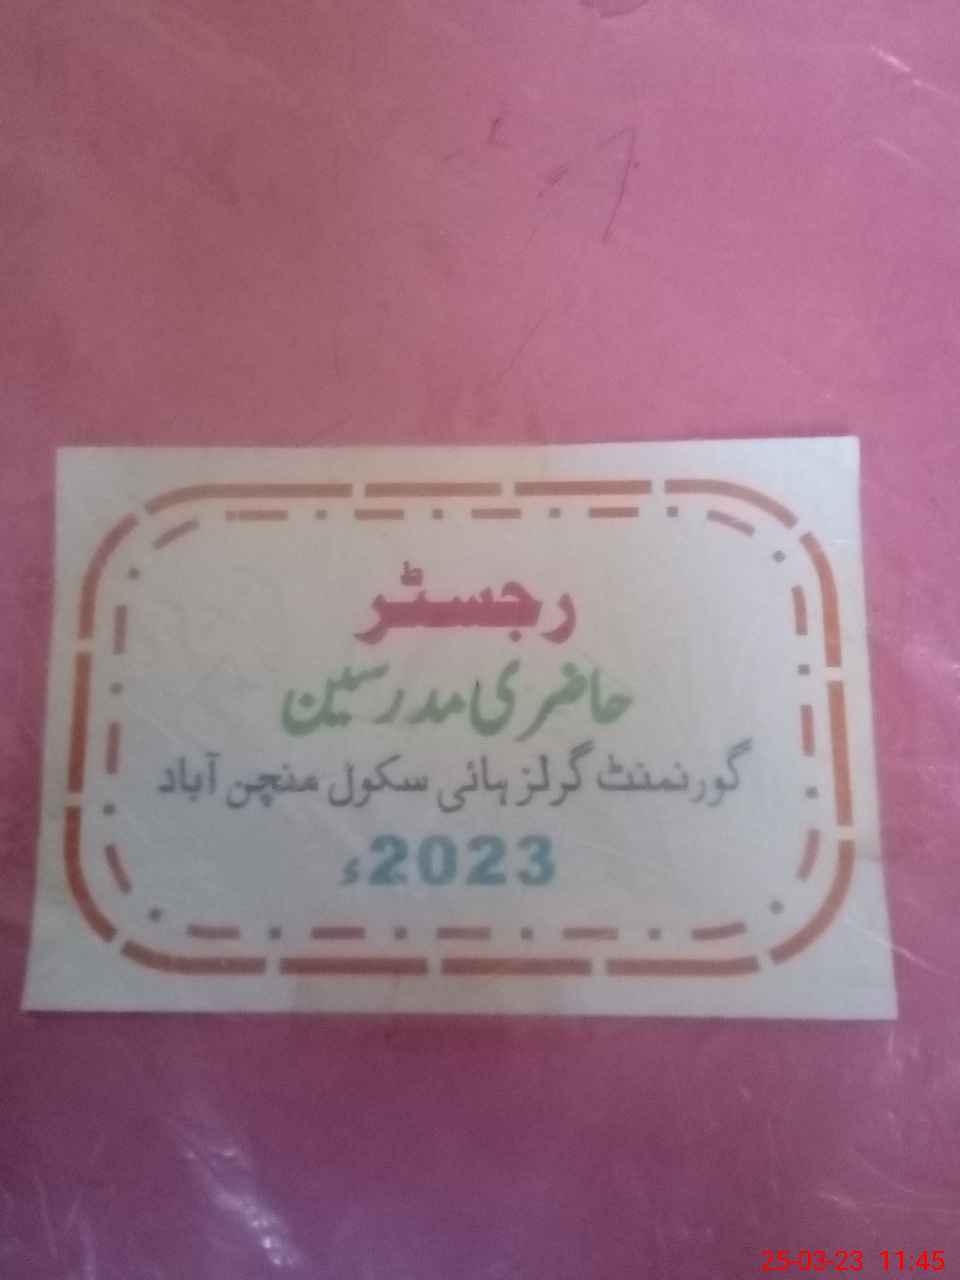 رجسٹر
حاضری مدرسین
گورنمنٹ گرلز ہائی سکول منچن آباد
2023ء
25-03-23 11:45